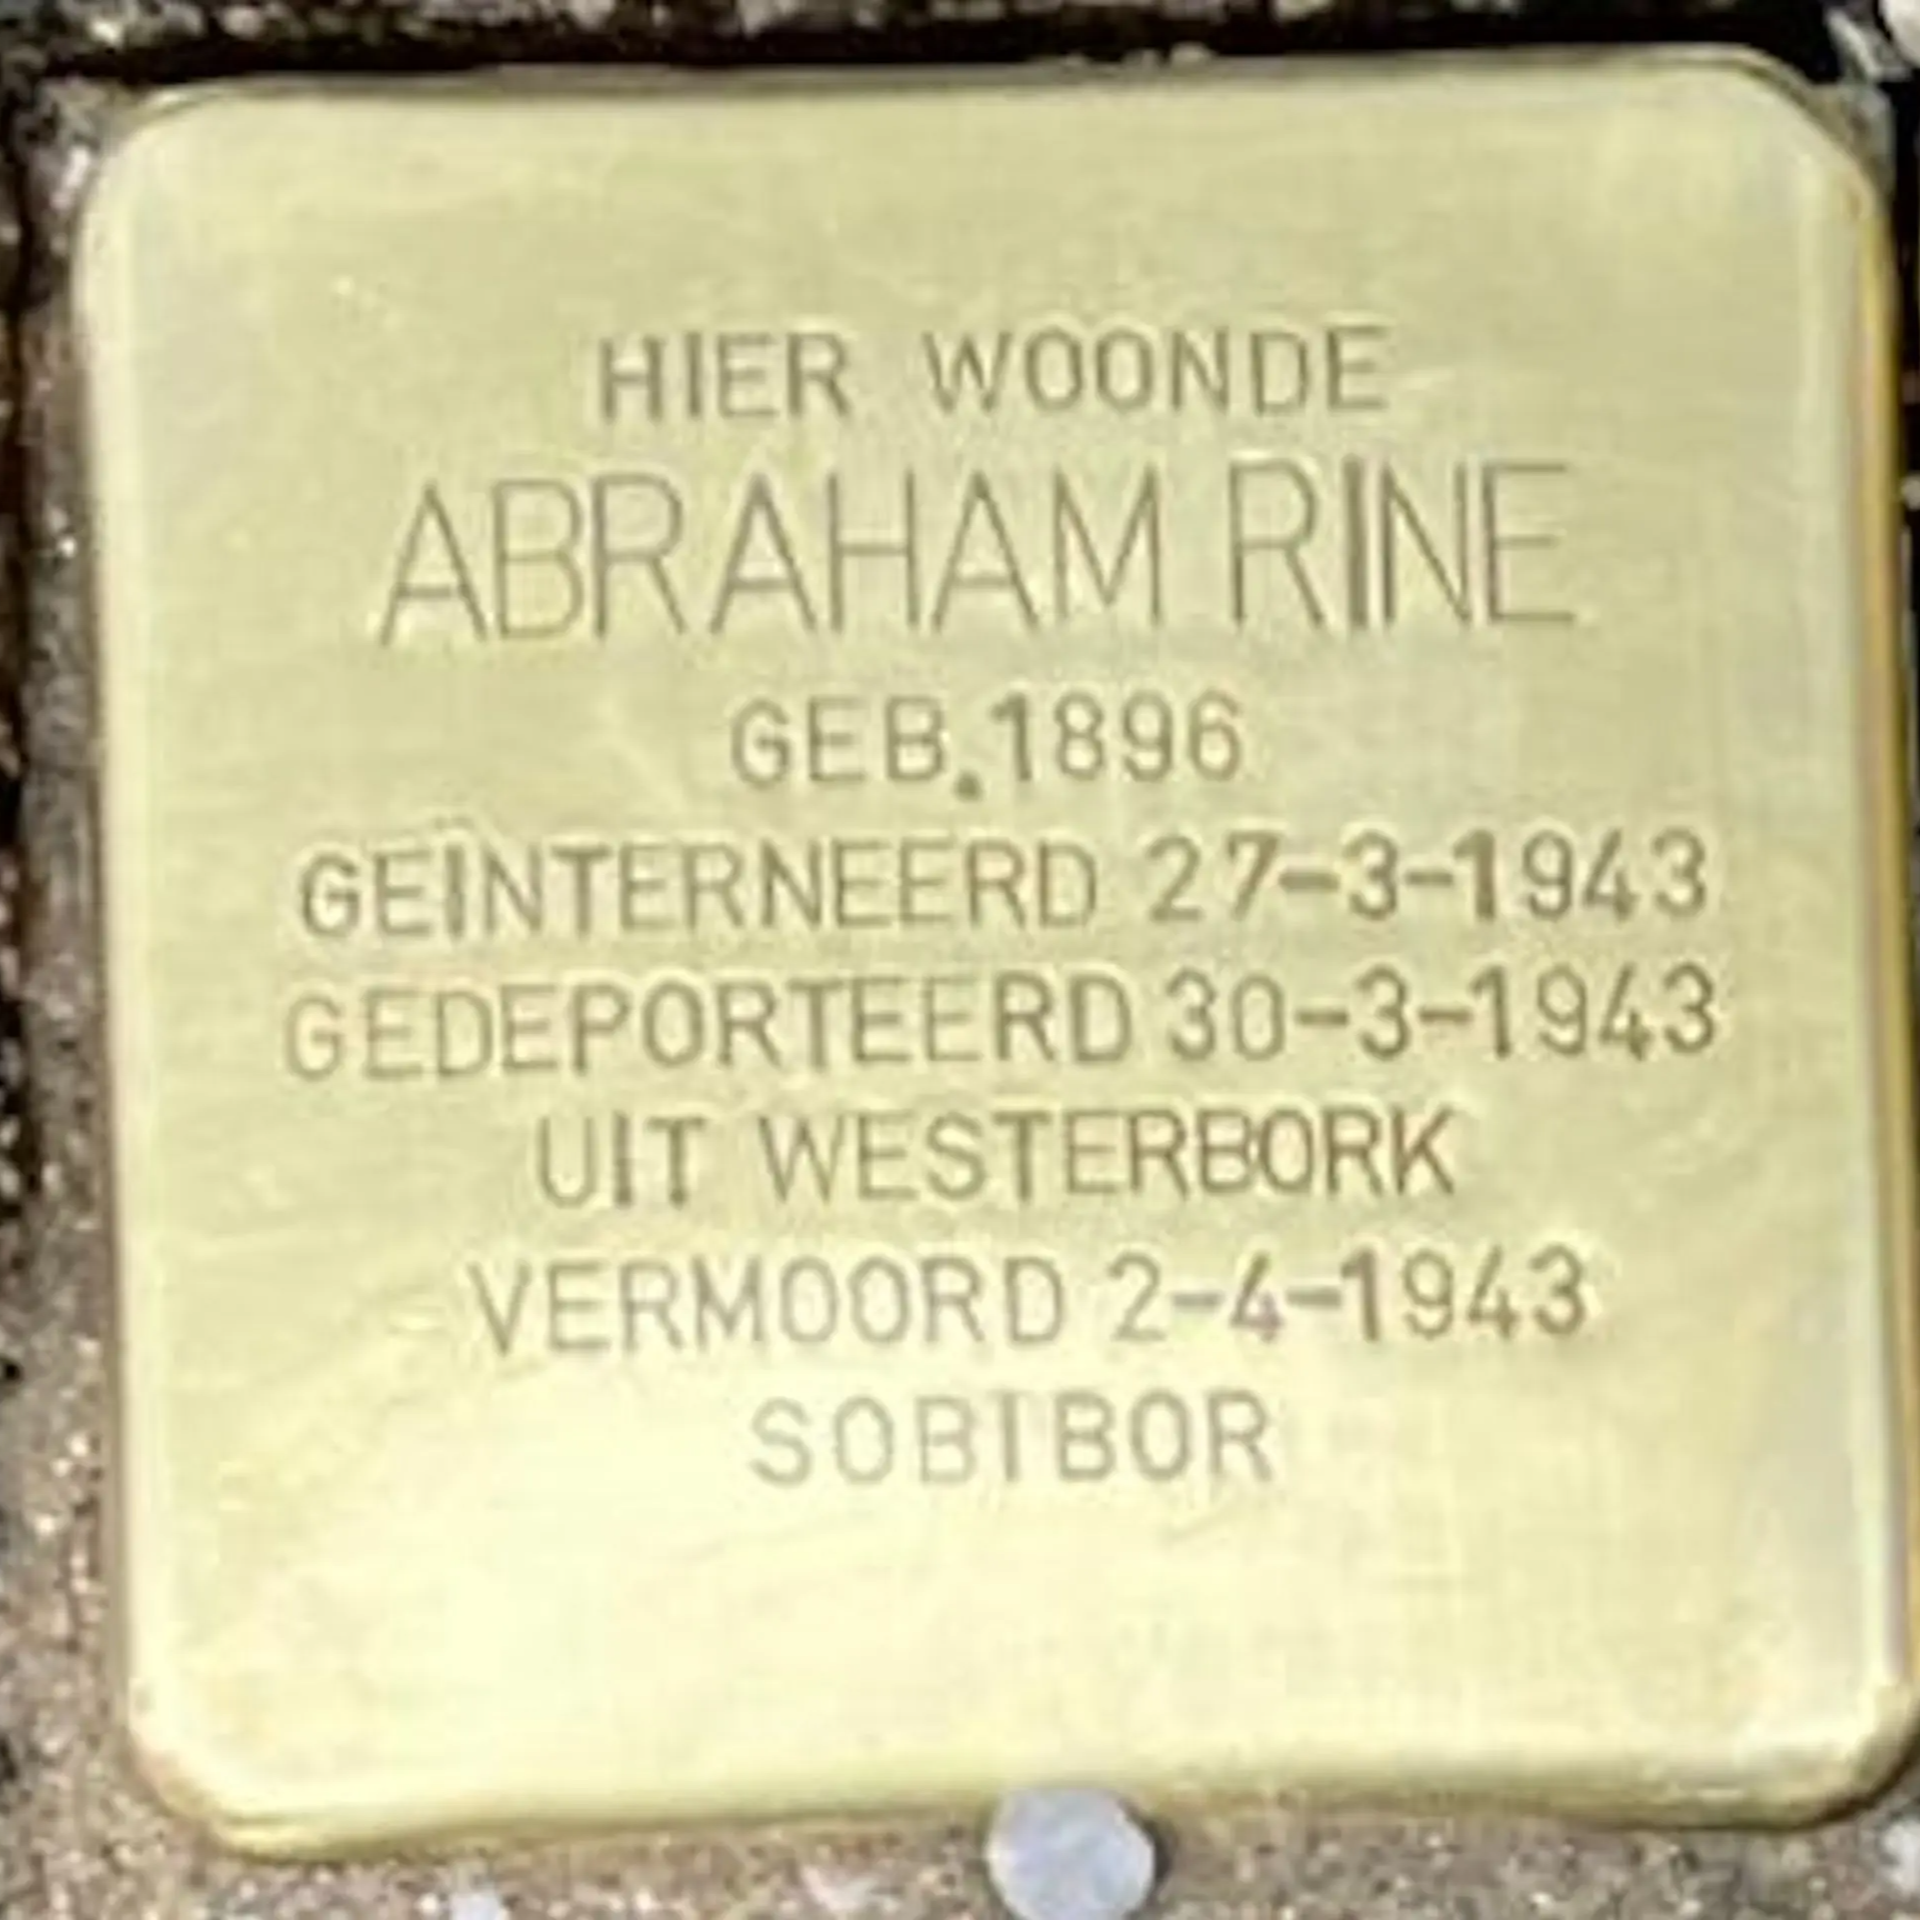 HIER WOONDE
ABRAHAM RINE
GEB.1896
GEÏNTERNEERD 27-3-1943
GEDEPORTEERD 30-3-1943
UIT WESTERBORK
VERMOORD 2-4-1943
SOBIBOR